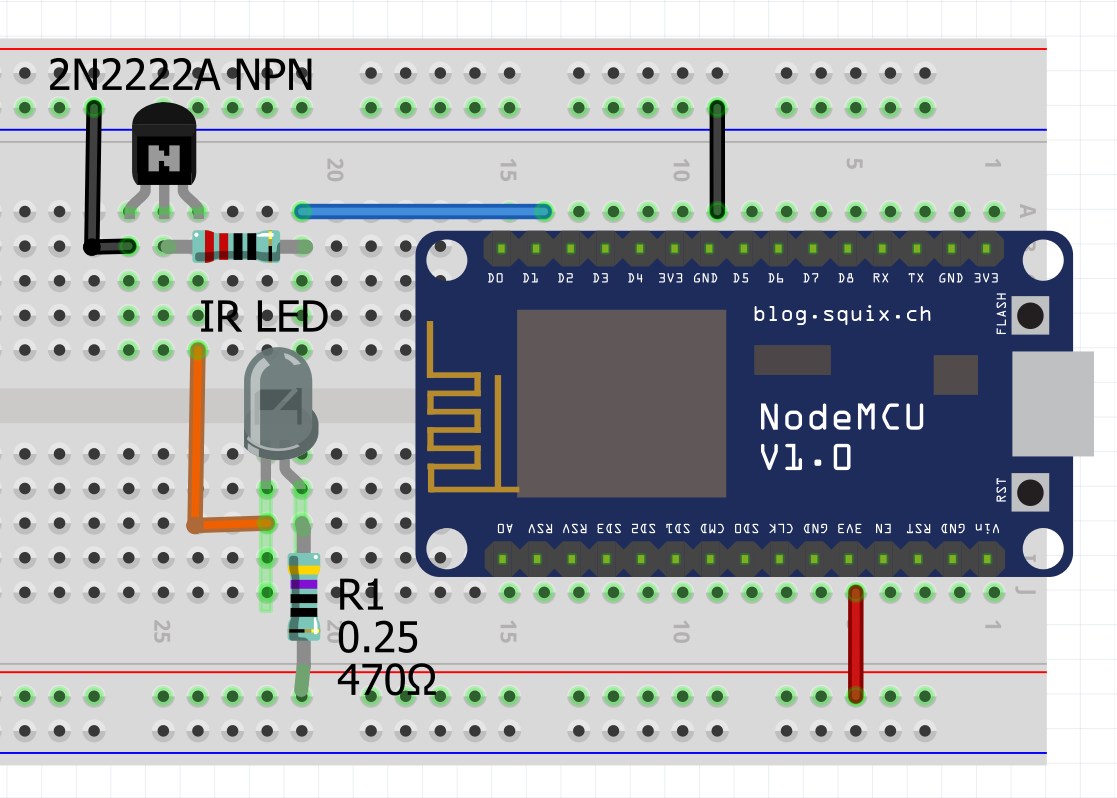 2N2222A NPN
20 15 10 5 1
A
D0 D1 D2 D3 D4 3V3 GND D5 D6 D7 D8 RX TX GND 3V3
IR LED
blog.squix.ch
FLASH
NodeMCU
V1.0
RST
A0 RSV RSV SD3 SD2 SD1 CMD SD0 CLK GND 3V3 EN RST GND Vin
J
R1
0.25
470Ω
25 20 15 10 1